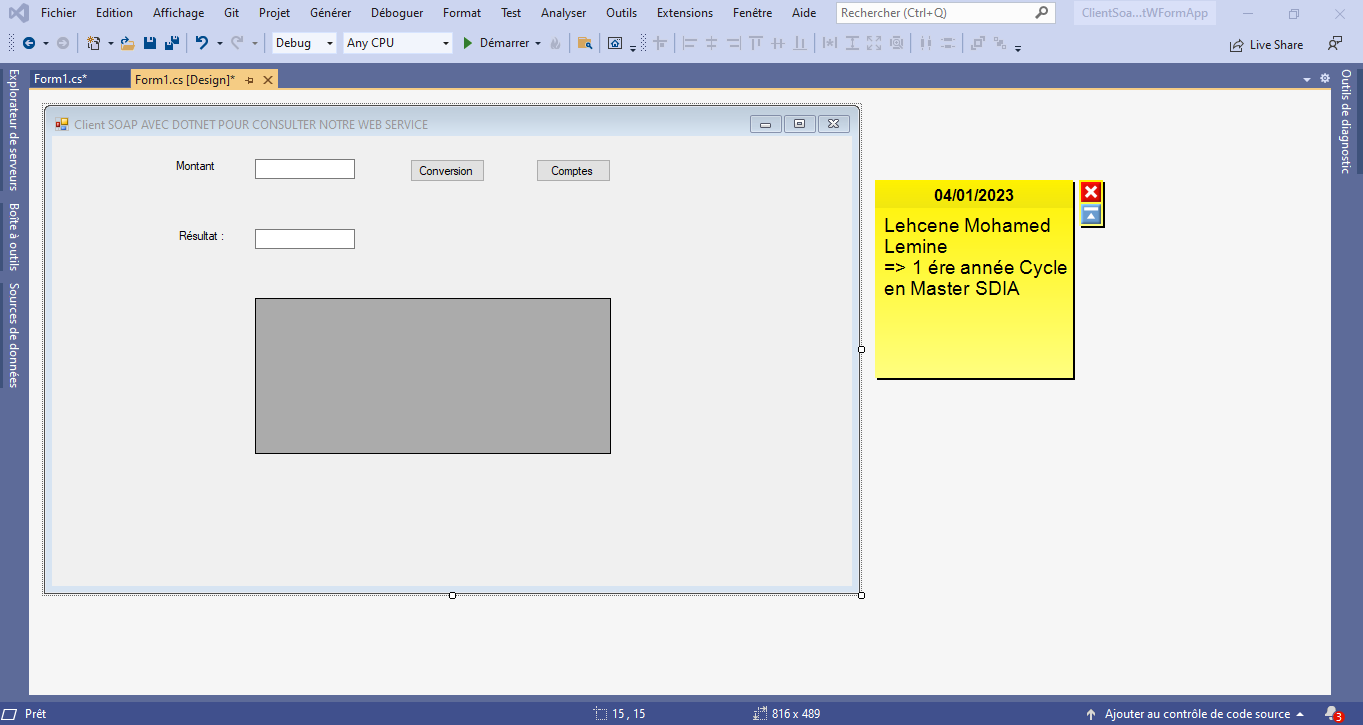 Fichier Edition Affichage Git Projet Générer Déboguer Format Test Analyser Outils Extensions Fenêtre Aide Rechercher (Ctrl+Q) ClientSoa...tWFormApp
Debug Any CPU Démarrer Live Share
Form1.cs* Form1.cs [Design]*
Explorateur de serveurs
Boîte à outils
Sources de données
Client SOAP AVEC DOTNET POUR CONSULTER NOTRE WEB SERVICE
Montant Conversion Comptes
Résultat :
04/01/2023
Lehcene Mohamed
Lemine
=> 1 ére année Cycle
en Master SDIA
Outils de diagnostic
Prêt 15 , 15 816 x 489 Ajouter au contrôle de code source 3